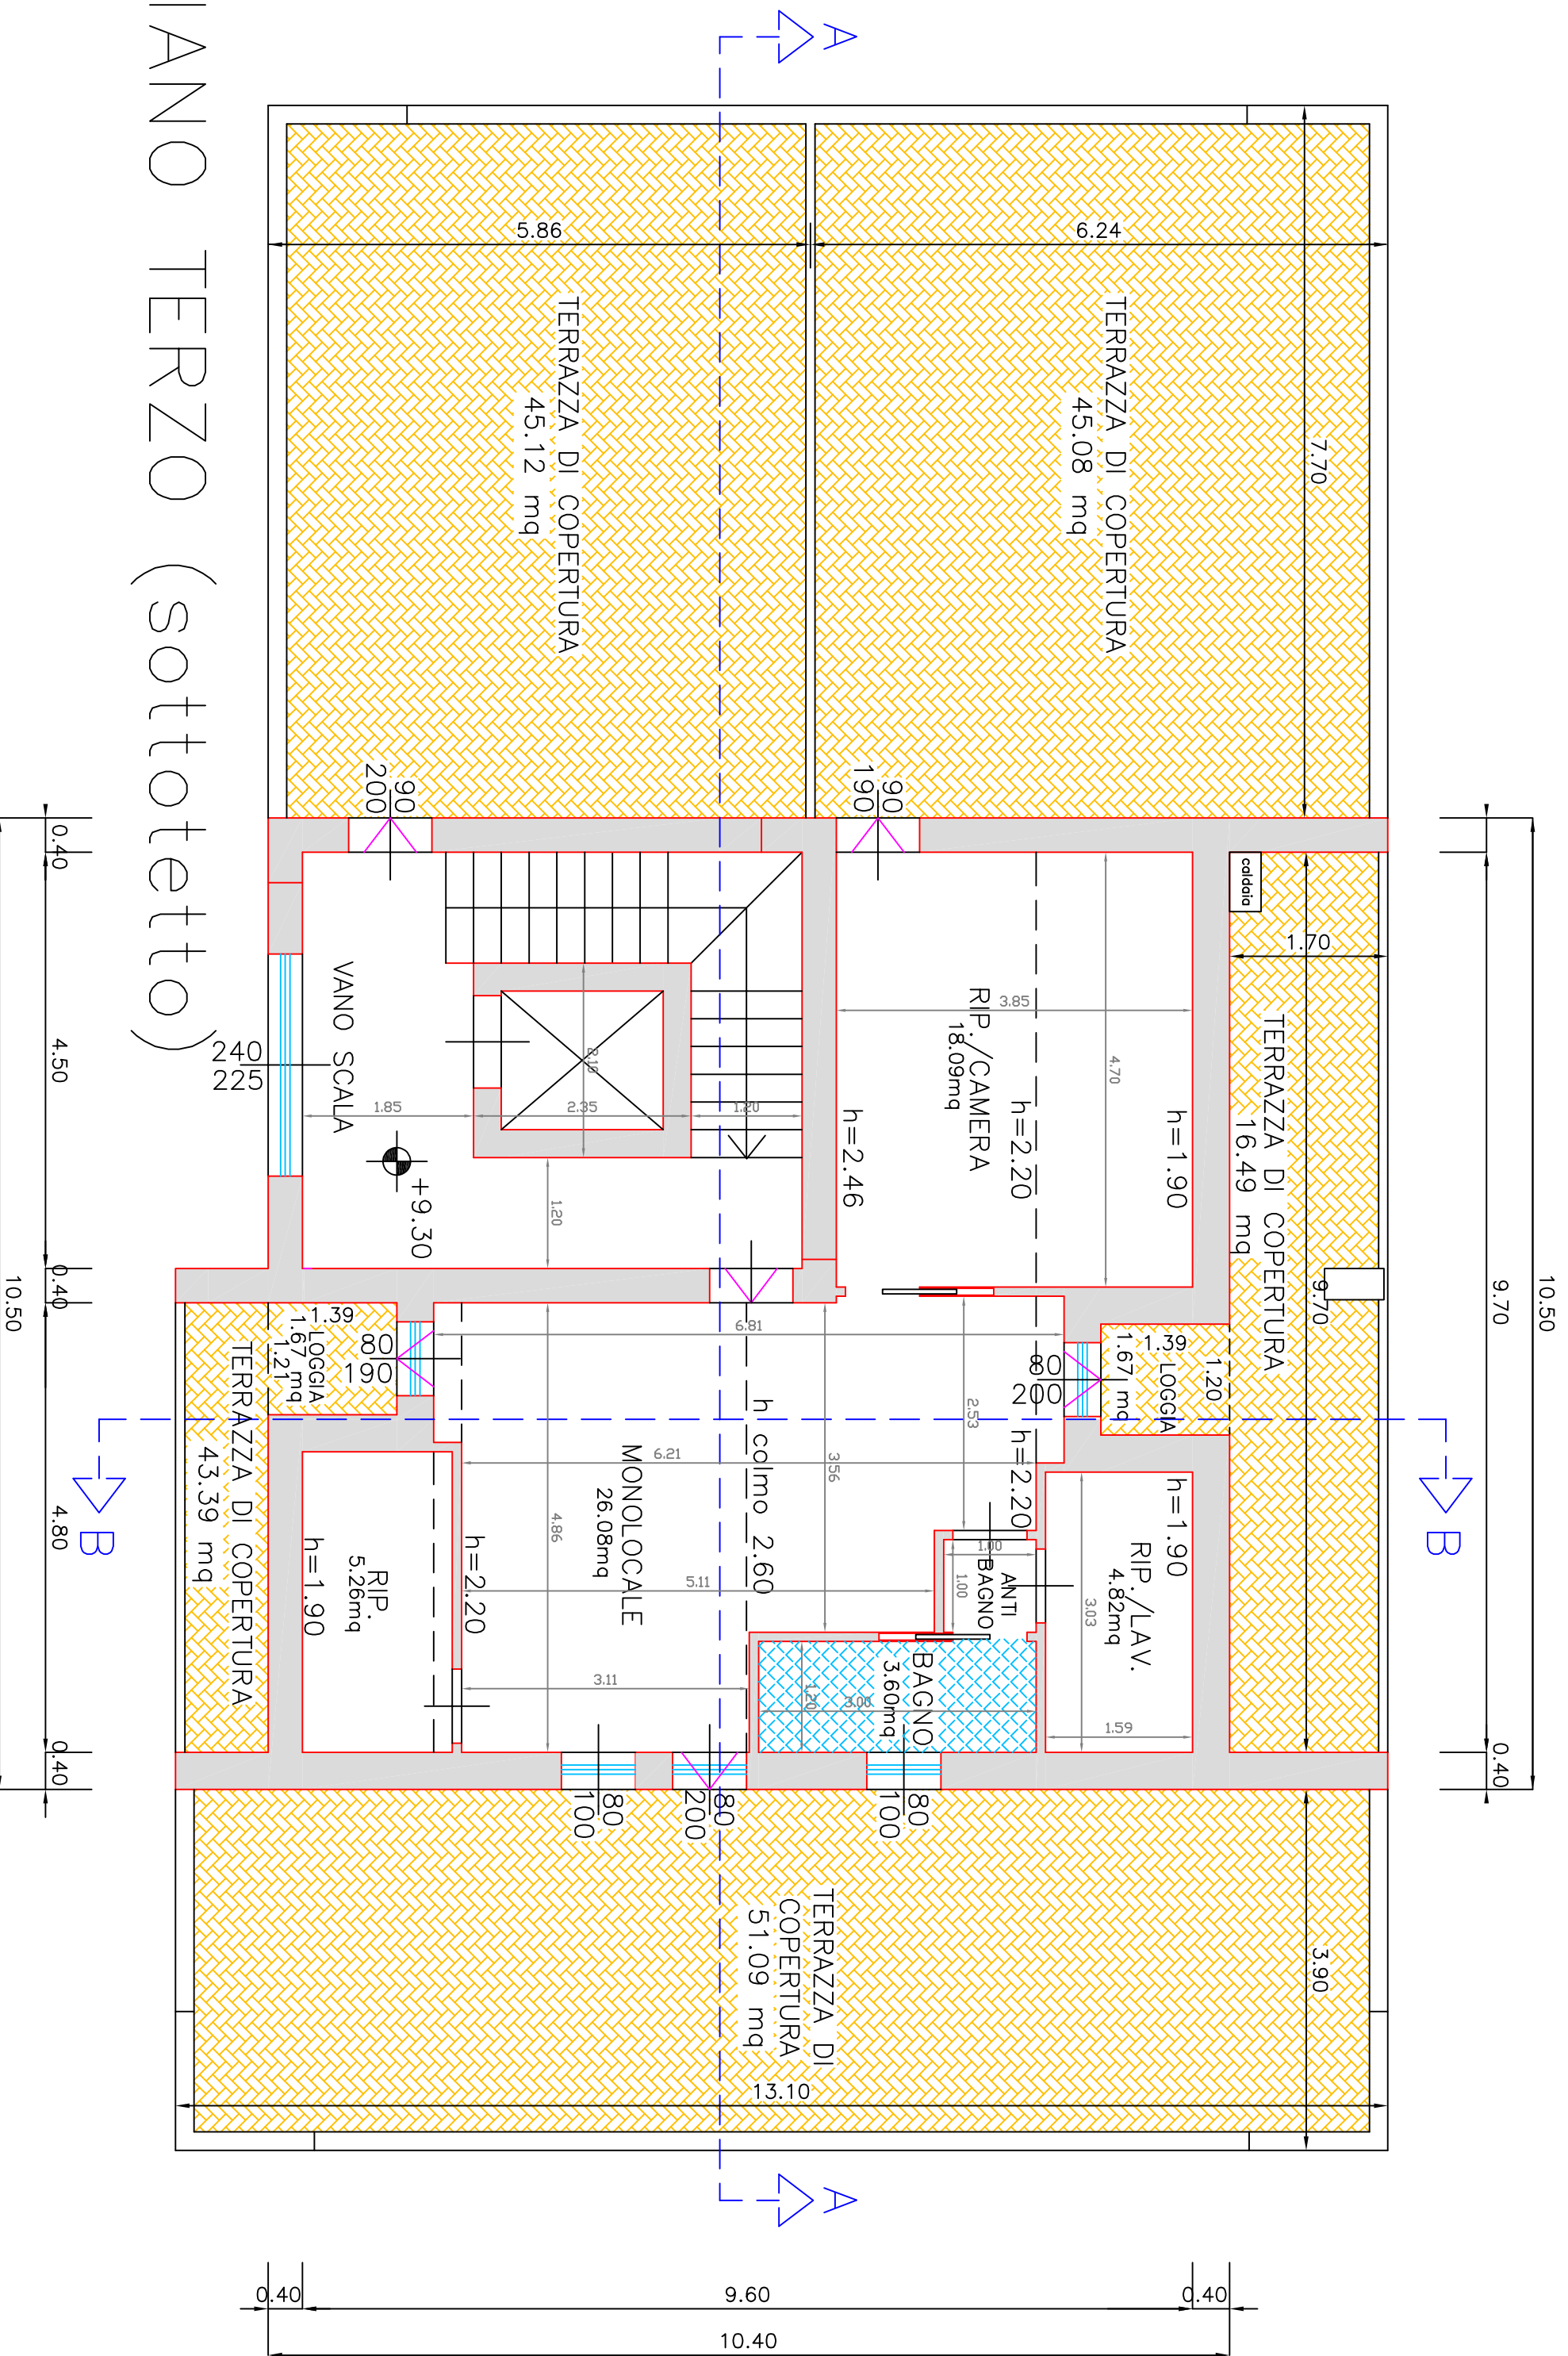 A
A
5.86
6.24
7.70
TERRAZZA DI COPERTURA
45.12 mq
TERRAZZA DI COPERTURA
45.08 mq
90
200
90
190
10.50
9.70
0.40
0.40
4.50
0.40
4.80
0.40
10.50
caldaia
1.70
TERRAZZA DI COPERTURA
16.49 mq
9.70
VANO SCALA
240
225
1.85
2.35
2.10
1.20
1.20
+9.30
RIP./CAMERA
18.09mq
3.85
4.70
h=2.46
h=2.20
h=1.90
1.39
LOGGIA
1.67 mq
1.21
80
190
TERRAZZA DI COPERTURA
43.39 mq
1.39
LOGGIA
1.67 mq
1.20
80
200
B
B
6.81
2.53
3.56
6.21
4.86
5.11
3.11
h colmo 2.60
MONOLOCALE
26.08mq
h=2.20
h=2.20
h=1.90
RIP./LAV.
4.82mq
3.03
1.59
ANTI
BAGNO
1.00
1.00
BAGNO
3.60mq
1.20
3.00
RIP.
5.26mq
h=1.90
80
100
80
200
80
100
TERRAZZA DI
COPERTURA
51.09 mq
13.10
3.90
0.40
9.60
0.40
10.40
IANO TERZO (sottotetto)